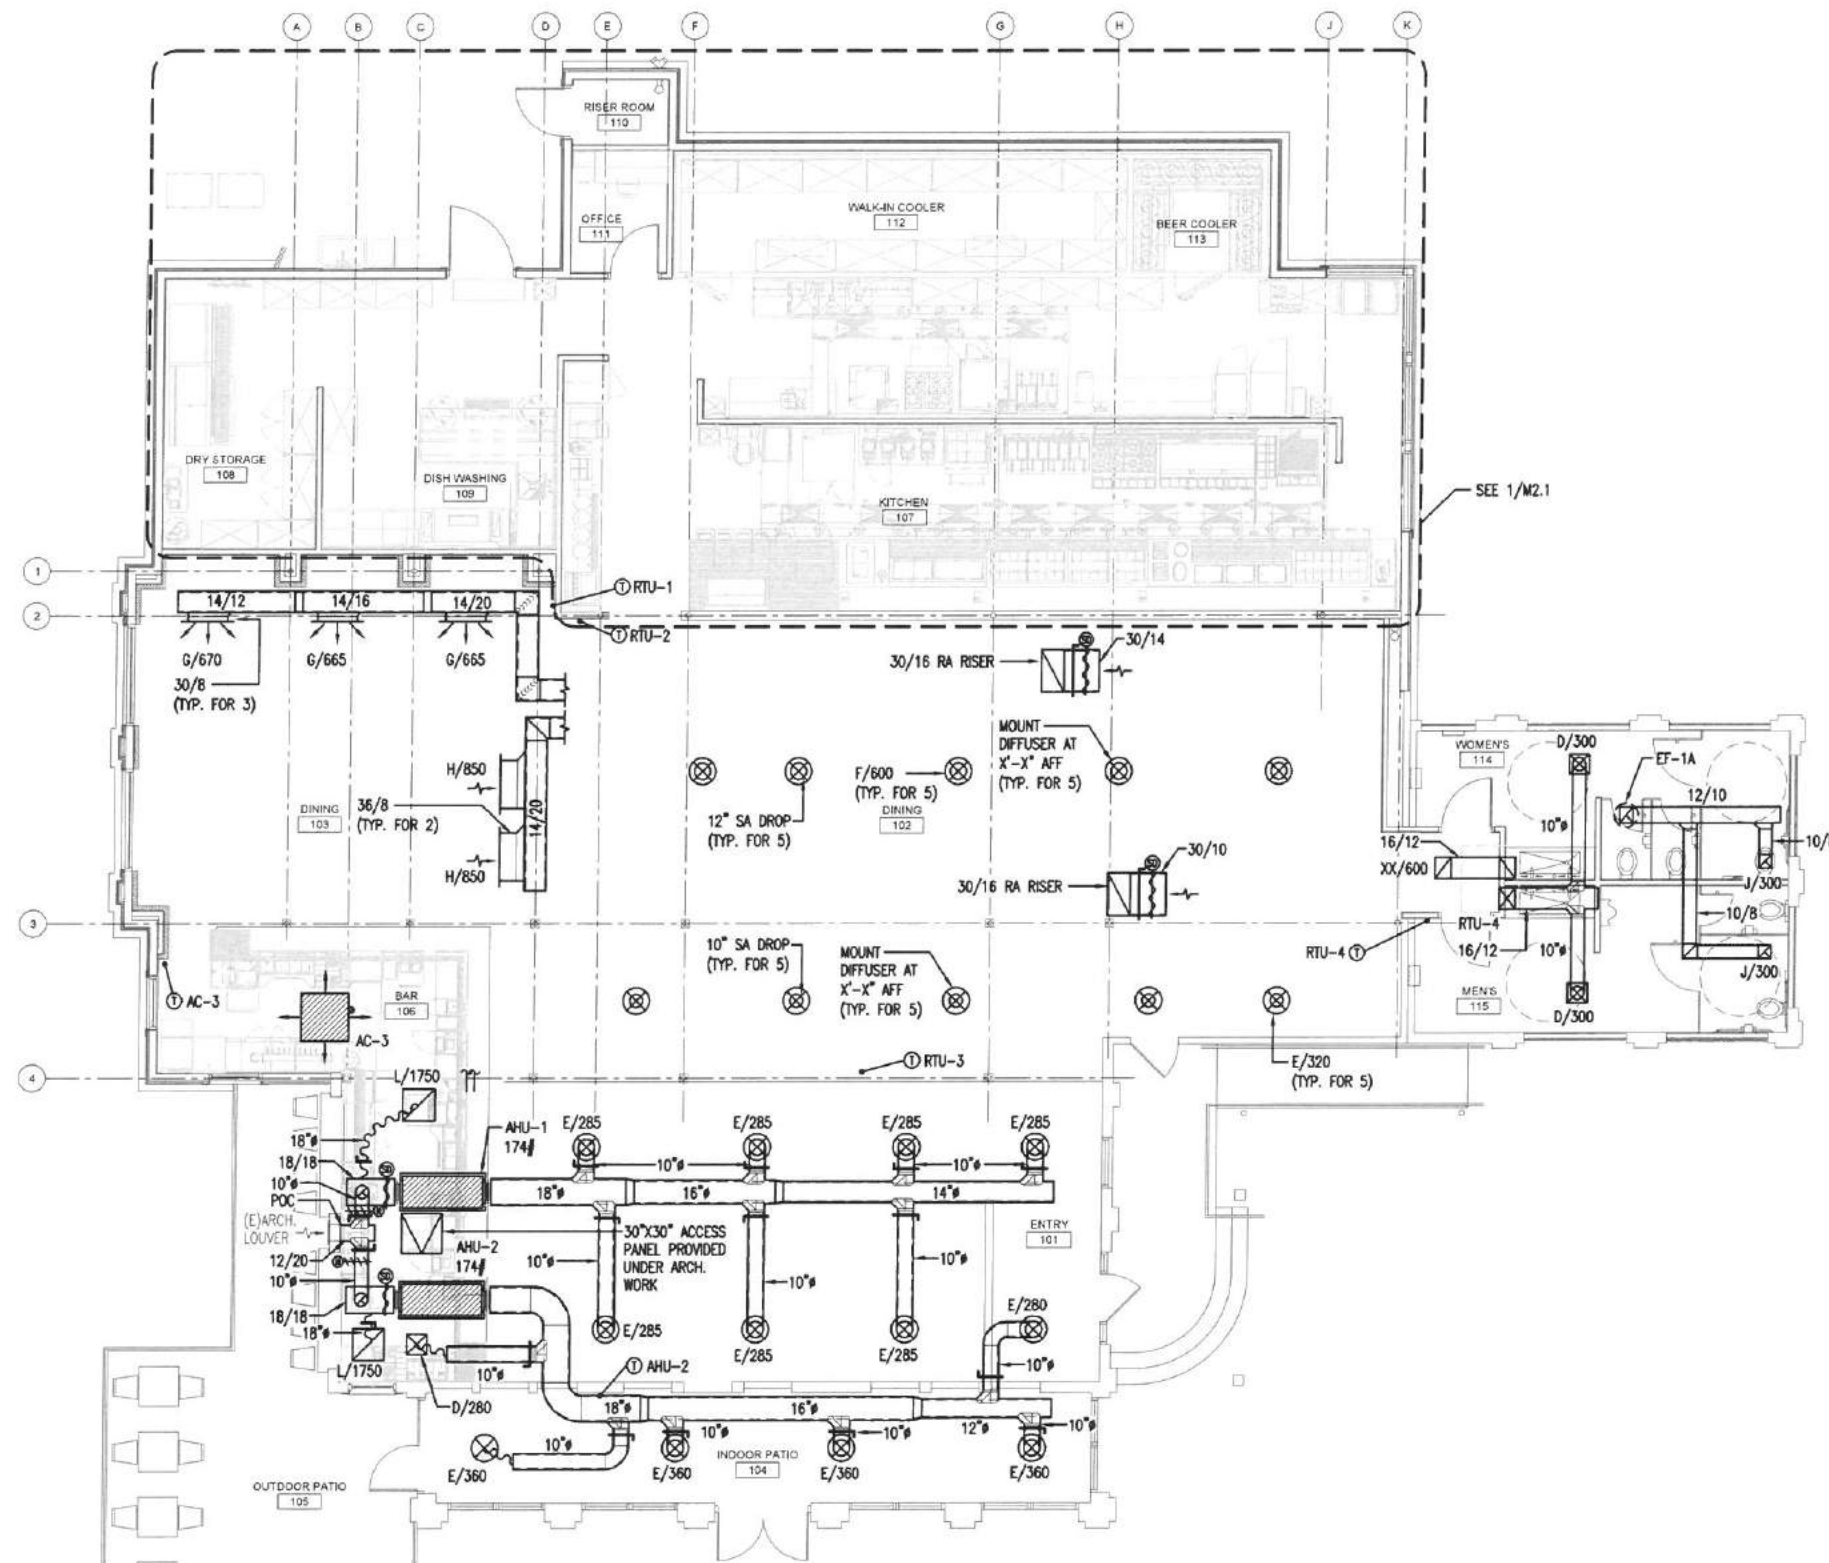 A
B
C
D
E
F
G
H
J
K
RISER ROOM
110
OFFICE
111
WALK-IN COOLER
112
BEER COOLER
113
DRY STORAGE
108
DISH WASHING
109
KITCHEN
107
SEE 1/M2.1
1
2
14/12
14/16
14/20
T RTU-1
T RTU-2
G/670
G/665
G/665
30/8
(TYP. FOR 3)
30/16 RA RISER
SD
30/14
H/850
36/8
(TYP. FOR 2)
14/20
H/850
DINING
103
MOUNT
DIFFUSER AT
X'-X" AFF
(TYP. FOR 5)
F/600
(TYP. FOR 5)
DINING
102
12" SA DROP
(TYP. FOR 5)
SD
30/10
30/16 RA RISER
WOMEN'S
114
D/300
EF-1A
12/10
10"ø
16/12
XX/600
10/8
J/300
RTU-4
16/12
10"ø
RTU-4 T
J/300
MEN'S
115
D/300
3
10" SA DROP
(TYP. FOR 5)
MOUNT
DIFFUSER AT
X'-X" AFF
(TYP. FOR 5)
T AC-3
BAR
106
AC-3
T RTU-3
E/320
(TYP. FOR 5)
4
L/1750
AHU-1
174#
E/285
E/285
E/285
E/285
18"ø
18/18
10"ø
POC
SD
10"ø
10"ø
18"ø
16"ø
14"ø
(E)ARCH.
LOUVER
12/20
10"ø
SD
18/18
18"ø
L/1750
AHU-2
174#
30"X30" ACCESS
PANEL PROVIDED
UNDER ARCH.
WORK
10"ø
10"ø
10"ø
ENTRY
101
E/285
E/285
E/285
E/280
10"ø
10"ø
D/280
T AHU-2
18"ø
16"ø
12"ø
10"ø
10"ø
10"ø
10"ø
E/360
E/360
E/360
E/360
INDOOR PATIO
104
OUTDOOR PATIO
105